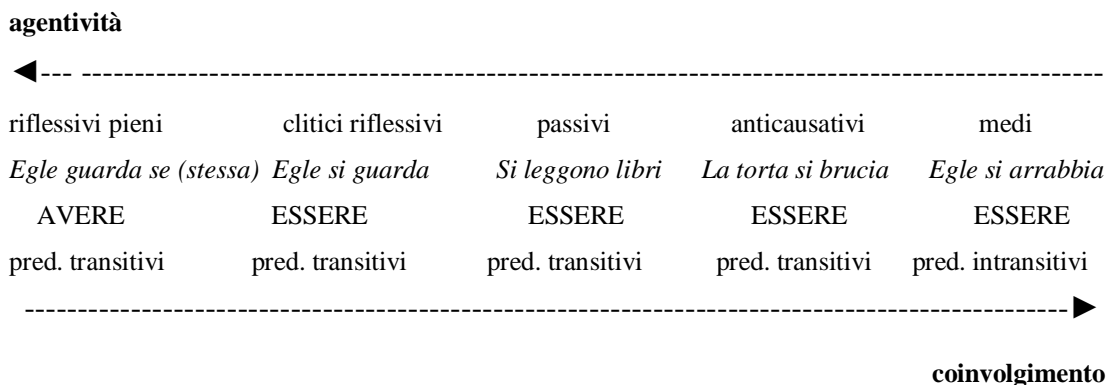 agentività
◄--- -------------------------------------------------------------------------------------------------
riflessivi pieni clitici riflessivi passivi anticausativi medi
Egle guarda se (stessa) Egle si guarda Si leggono libri La torta si brucia Egle si arrabbia
AVERE ESSERE ESSERE ESSERE ESSERE
pred. transitivi pred. transitivi pred. transitivi pred. transitivi pred. intransitivi
---------------------------------------------------------------------------------------------------►
coinvolgimento